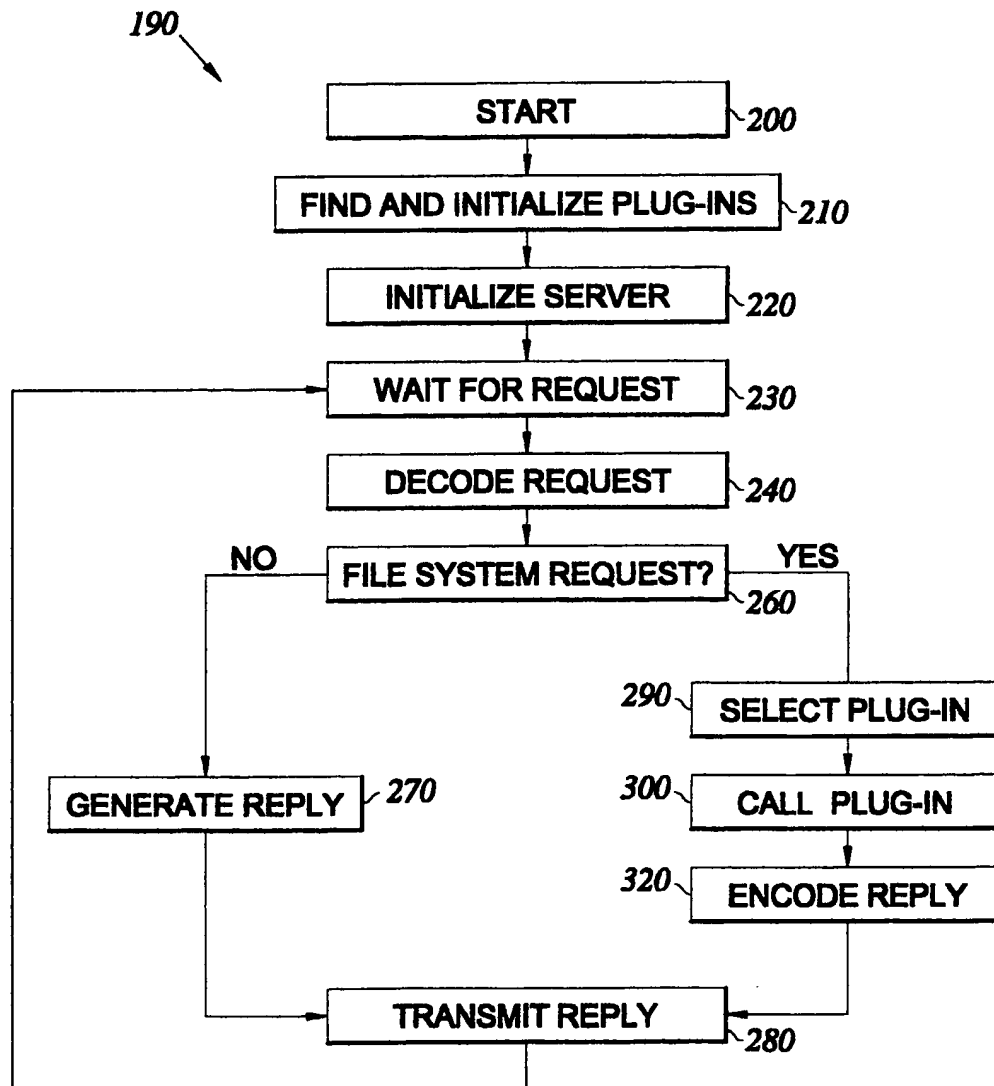 190
START
200
FIND AND INITIALIZE PLUG-INS
210
INITIALIZE SERVER
220
WAIT FOR REQUEST
230
DECODE REQUEST
240
NO
FILE SYSTEM REQUEST?
YES
260
290
SELECT PLUG-IN
GENERATE REPLY
270
300
CALL PLUG-IN
320
ENCODE REPLY
TRANSMIT REPLY
280